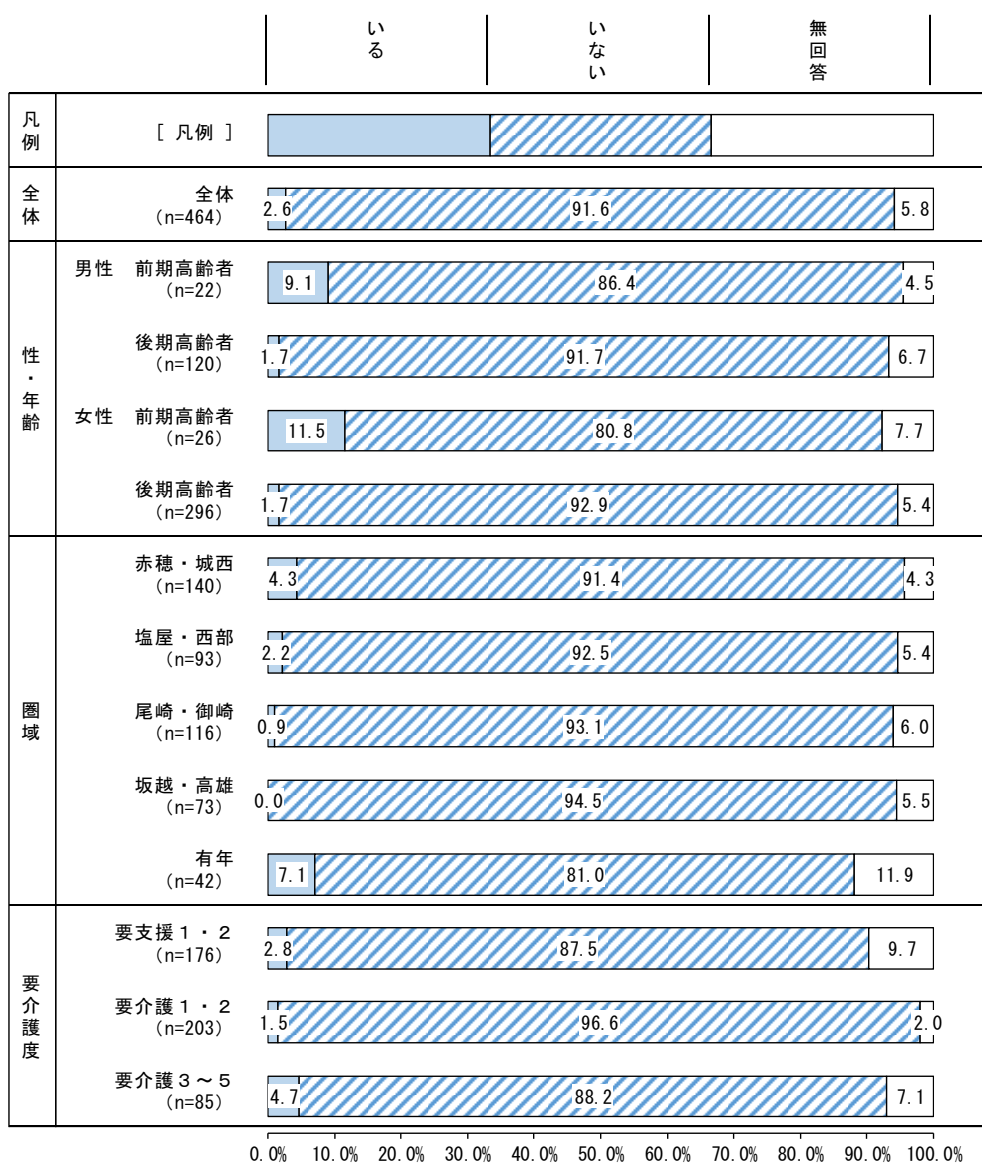 いる
いない
無回答
凡例
[ 凡例 ]
全体
全体
(n=464)
2.6
91.6
5.8
性・年齢
男性 前期高齢者
(n=22)
9.1
86.4
4.5
後期高齢者
(n=120)
1.7
91.7
6.7
女性 前期高齢者
(n=26)
11.5
80.8
7.7
後期高齢者
(n=296)
1.7
92.9
5.4
圏域
赤穂・城西
(n=140)
4.3
91.4
4.3
塩屋・西部
(n=93)
2.2
92.5
5.4
尾崎・御崎
(n=116)
0.9
93.1
6.0
坂越・高雄
(n=73)
0.0
94.5
5.5
有年
(n=42)
7.1
81.0
11.9
要介護度
要支援1・2
(n=176)
2.8
87.5
9.7
要介護1・2
(n=203)
1.5
96.6
2.0
要介護3~5
(n=85)
4.7
88.2
7.1
0.0% 10.0% 20.0% 30.0% 40.0% 50.0% 60.0% 70.0% 80.0% 90.0% 100.0%